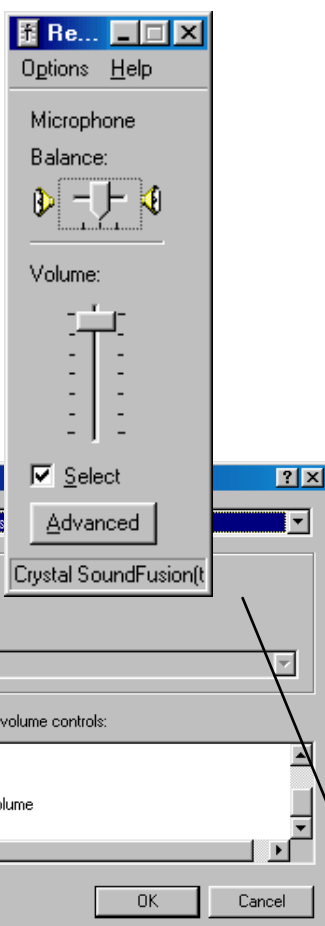 Re...
Options Help
Microphone
Balance:
Volume:
Select
Advanced
Crystal SoundFusion(t
volume controls:
olume
OK Cancel